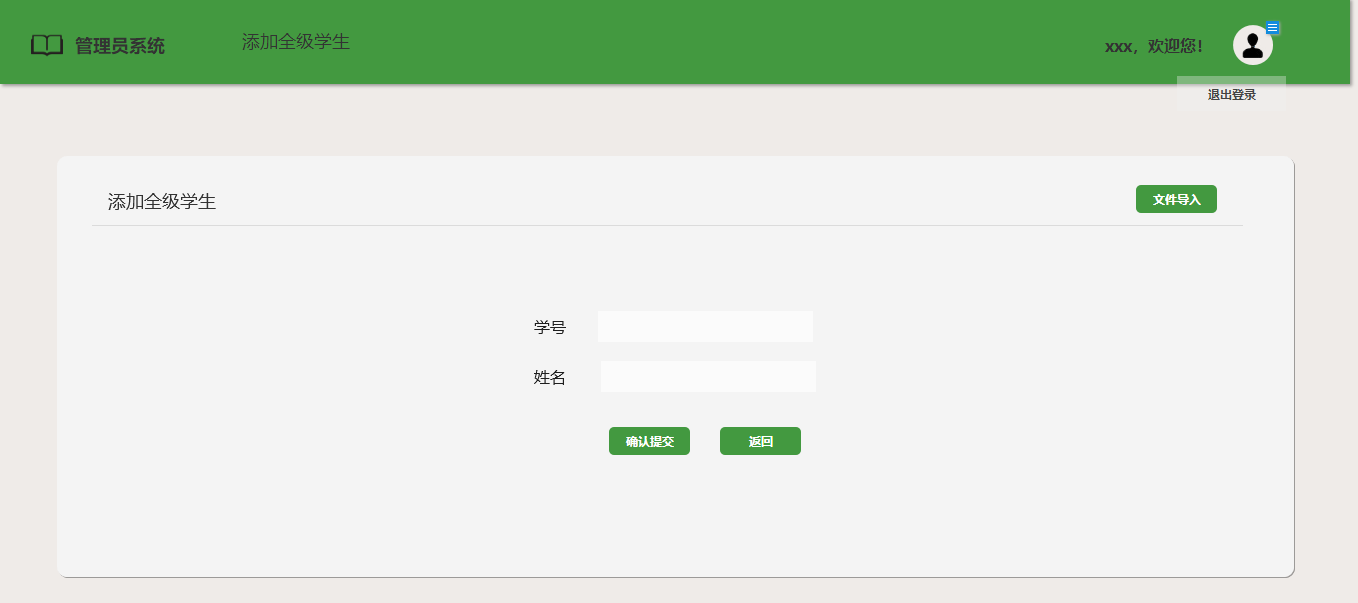 管理员系统
添加全级学生
xxx，欢迎您！
退出登录
添加全级学生
文件导入
学号
姓名
确认提交
返回